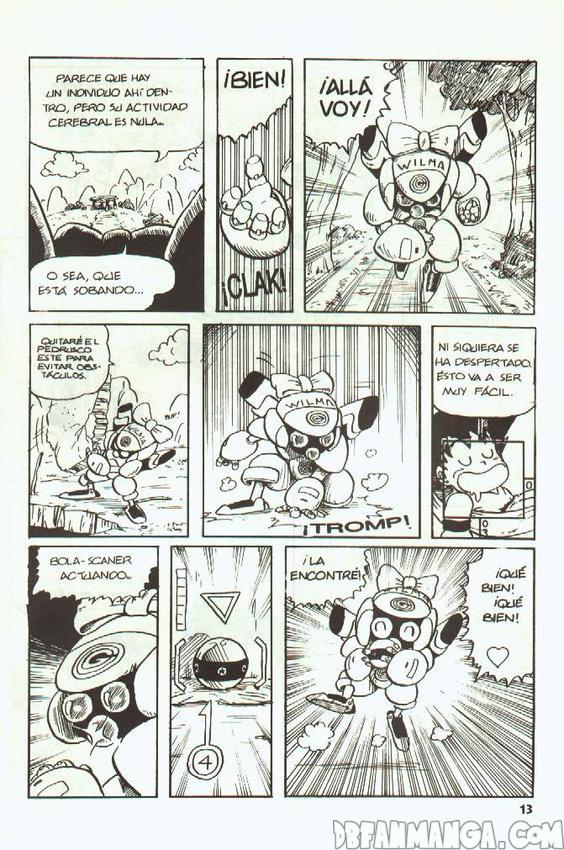 PARECE QUE HAY
UN INDIVIDUO AHÍ DEN-
TRO, PERO SU ACTIVIDAD
CEREBRAL ES NULA...
O SEA, QUE
ESTÁ SOBANDO...
¡BIEN!
¡CLAK!
¡ALLÁ
VOY!
WILMA
QUITARÉ EL
PEDRUSCO
ESTE PARA
EVITAR OBS-
TÁCULOS.
WILMA
WILMA
¡TROMP!
NI SIQUIERA SE
HA DESPERTADO.
ÉSTO VA A SER
MUY FÁCIL.
BOLA-SCANER
ACTUANDO...
4
¡LA
ENCONTRÉ!
¡QUÉ
BIEN!
¡QUÉ
BIEN!
13
DBFANMANGA.COM